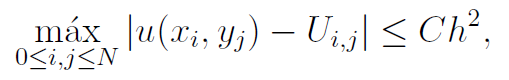 máx_{0≤i,j≤N} |u(x_i, y_j) − U_{i,j}| ≤ Ch²,